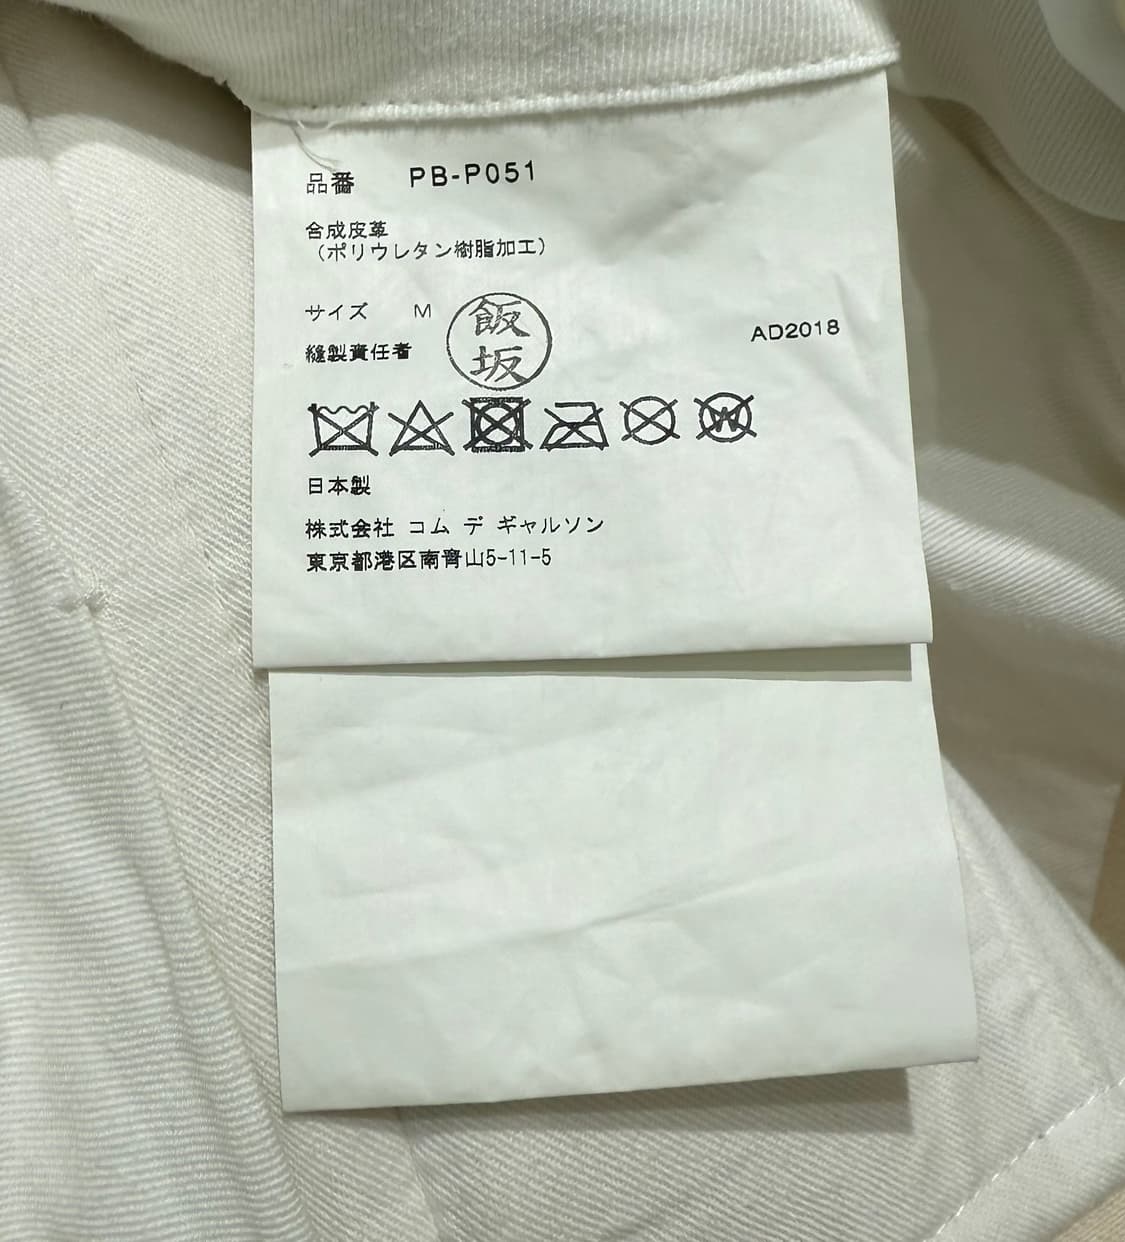 品番 PB-P051
合成皮革
(ポリウレタン樹脂加工)
サイズ M
飯坂
AD2018
縫製責任者
W
日本製
株式会社 コム デ ギャルソン
東京都港区南青山5-11-5